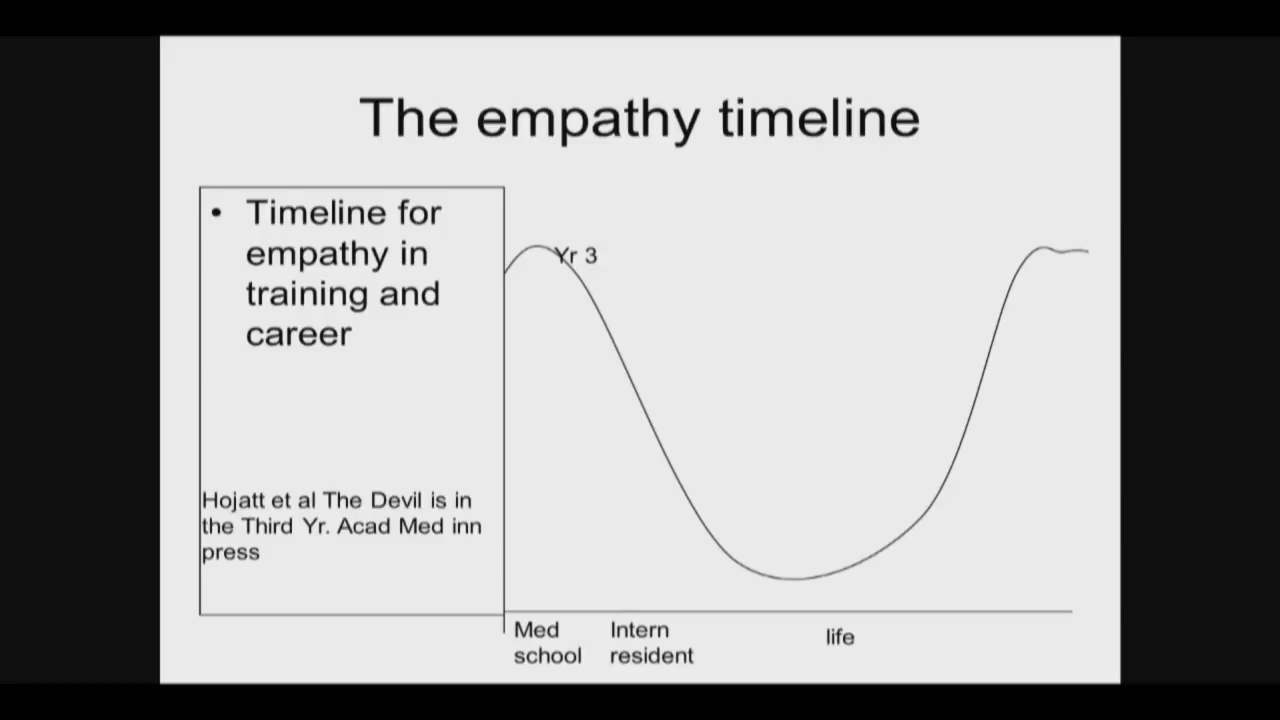 The empathy timeline
• Timeline for
empathy in
training and
career
Hojatt et al The Devil is in
the Third Yr. Acad Med inn
press
Yr 3
Med
school
Intern
resident
life